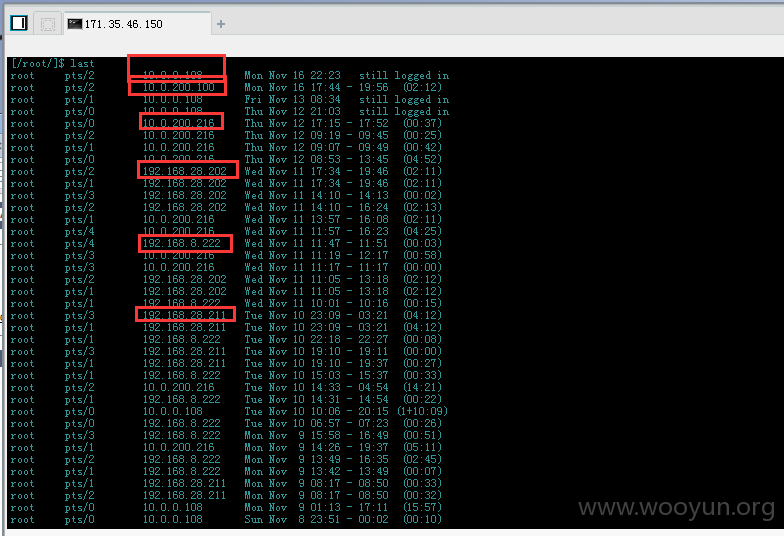 171.35.46.150
[/root/]$ last
root pts/2 10.0.0.108 Mon Nov 16 22:23 still logged in
root pts/2 10.0.200.100 Mon Nov 16 17:44 - 19:56 (02:12)
root pts/1 10.0.0.108 Fri Nov 13 08:34 still logged in
root pts/0 10.0.0.108 Thu Nov 12 21:03 still logged in
root pts/0 10.0.200.216 Thu Nov 12 17:15 - 17:52 (00:37)
root pts/2 10.0.200.216 Thu Nov 12 09:19 - 09:45 (00:25)
root pts/1 10.0.200.216 Thu Nov 12 09:07 - 09:49 (00:42)
root pts/0 10.0.200.216 Thu Nov 12 08:53 - 13:45 (04:52)
root pts/2 192.168.28.202 Wed Nov 11 17:34 - 19:46 (02:11)
root pts/1 192.168.28.202 Wed Nov 11 17:34 - 19:46 (02:11)
root pts/3 192.168.28.202 Wed Nov 11 14:10 - 14:13 (00:02)
root pts/2 192.168.28.202 Wed Nov 11 14:10 - 16:24 (02:13)
root pts/1 10.0.200.216 Wed Nov 11 13:57 - 16:08 (02:11)
root pts/4 10.0.200.216 Wed Nov 11 11:57 - 16:23 (04:25)
root pts/4 192.168.8.222 Wed Nov 11 11:47 - 11:51 (00:03)
root pts/3 10.0.200.216 Wed Nov 11 11:19 - 12:17 (00:58)
root pts/3 10.0.200.216 Wed Nov 11 11:17 - 11:17 (00:00)
root pts/2 192.168.28.202 Wed Nov 11 11:05 - 13:18 (02:12)
root pts/1 192.168.28.202 Wed Nov 11 11:05 - 13:18 (02:12)
root pts/1 192.168.8.222 Wed Nov 11 10:01 - 10:16 (00:15)
root pts/3 192.168.28.211 Tue Nov 10 23:09 - 03:21 (04:12)
root pts/1 192.168.28.211 Tue Nov 10 23:09 - 03:21 (04:12)
root pts/1 192.168.8.222 Tue Nov 10 22:18 - 22:27 (00:08)
root pts/3 192.168.28.211 Tue Nov 10 19:10 - 19:11 (00:00)
root pts/1 192.168.28.211 Tue Nov 10 19:10 - 19:37 (00:27)
root pts/1 192.168.8.222 Tue Nov 10 15:03 - 15:37 (00:33)
root pts/2 10.0.200.216 Tue Nov 10 14:33 - 04:54 (14:21)
root pts/1 192.168.8.222 Tue Nov 10 14:31 - 14:54 (00:22)
root pts/0 10.0.0.108 Tue Nov 10 10:06 - 20:15 (1+10:09)
root pts/0 192.168.8.222 Tue Nov 10 06:57 - 07:23 (00:26)
root pts/3 192.168.8.222 Mon Nov 9 15:58 - 16:49 (00:51)
root pts/1 10.0.200.216 Mon Nov 9 14:26 - 19:37 (05:11)
root pts/2 192.168.8.222 Mon Nov 9 13:49 - 16:35 (02:45)
root pts/1 192.168.8.222 Mon Nov 9 13:42 - 13:49 (00:07)
root pts/1 192.168.28.211 Mon Nov 9 08:17 - 08:50 (00:33)
root pts/2 192.168.28.211 Mon Nov 9 08:17 - 08:50 (00:32)
root pts/0 10.0.0.108 Mon Nov 9 01:13 - 17:11 (15:57)
root pts/0 10.0.0.108 Sun Nov 8 23:51 - 00:02 (00:10)
www.wooyun.org